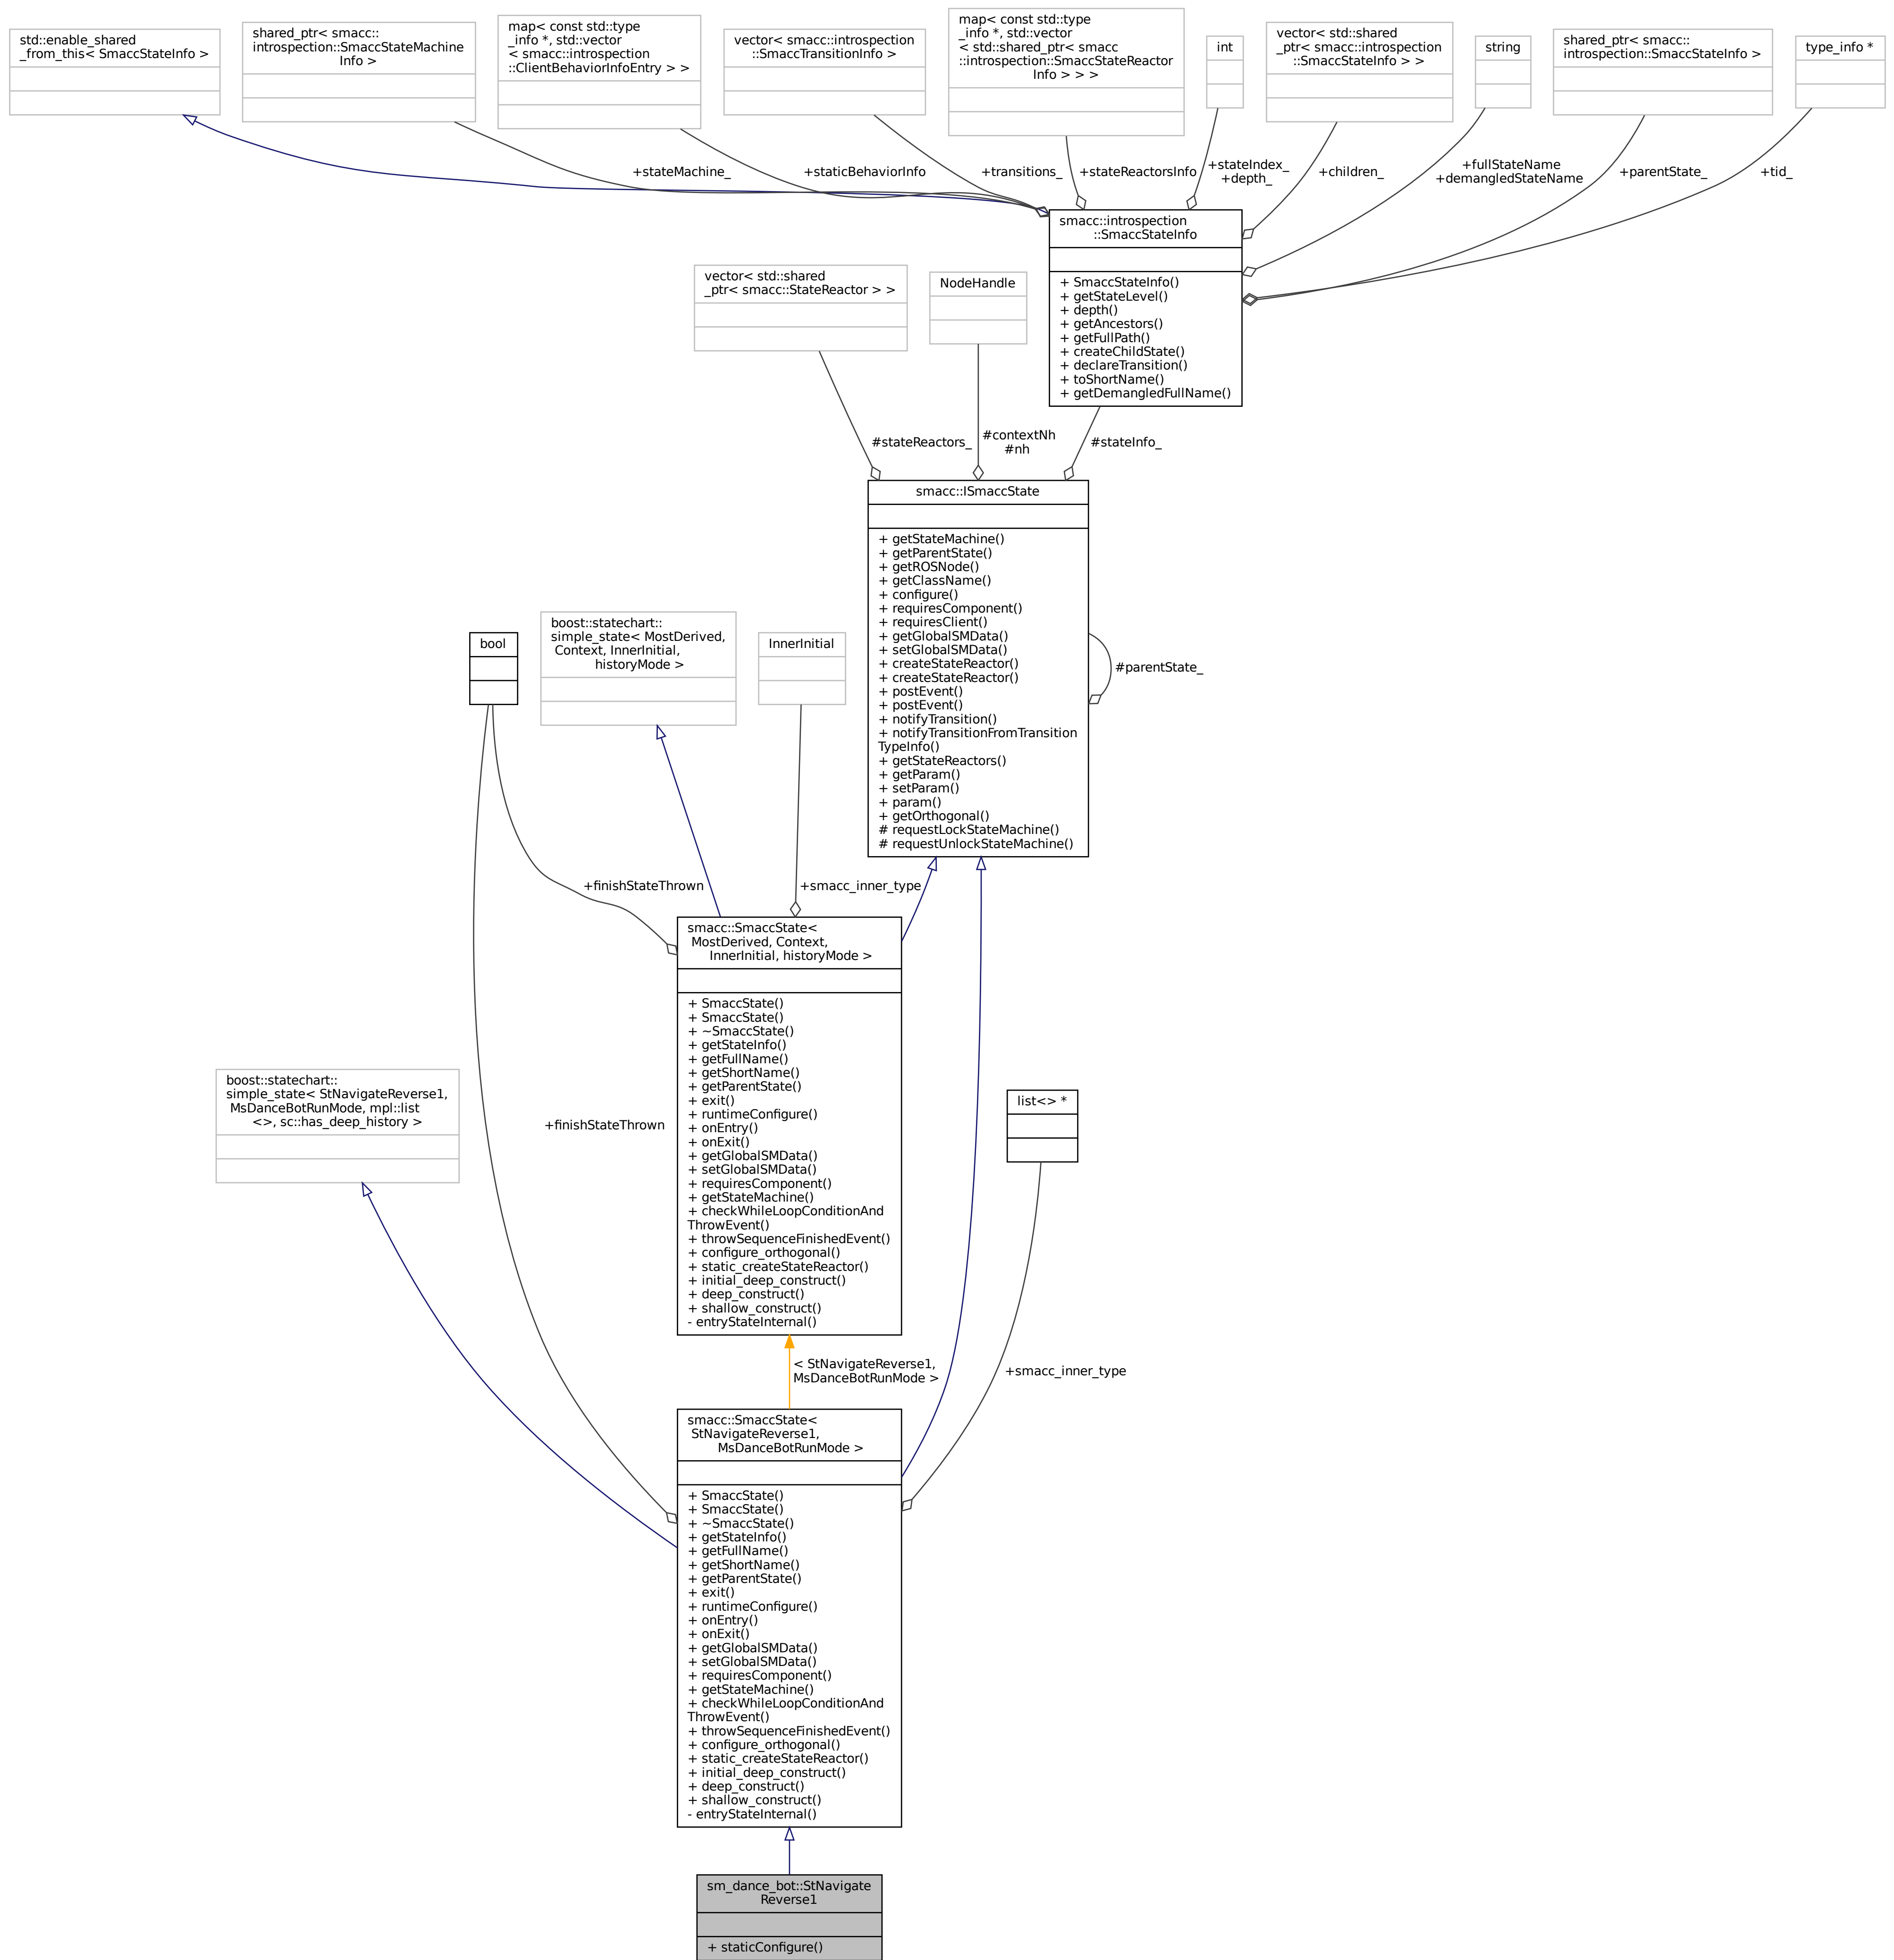 std::enable_shared
_from_this< SmaccStateInfo >
shared_ptr< smacc::
introspection::SmaccStateMachine
Info >
map< const std::type
_info *, std::vector
< smacc::introspection
::ClientBehaviorInfoEntry > >
vector< smacc::introspection
::SmaccTransitionInfo >
map< const std::type
_info *, std::vector
< std::shared_ptr< smacc
::introspection::SmaccStateReactor
Info > > >
int
vector< std::shared
_ptr< smacc::introspection
::SmaccStateInfo > >
string
shared_ptr< smacc::
introspection::SmaccStateInfo >
type_info *
+stateMachine_
+staticBehaviorInfo
+transitions_
+stateReactorsInfo
+stateIndex_
+depth_
+children_
+fullStateName
+demangledStateName
+parentState_
+tid_
smacc::introspection
::SmaccStateInfo
+ SmaccStateInfo()
+ getStateLevel()
+ depth()
+ getAncestors()
+ getFullPath()
+ createChildState()
+ declareTransition()
+ toShortName()
+ getDemangledFullName()
vector< std::shared
_ptr< smacc::StateReactor > >
NodeHandle
#stateReactors_
#contextNh
#nh
#stateInfo_
smacc::ISmaccState
+ getStateMachine()
+ getParentState()
+ getROSNode()
+ getClassName()
+ configure()
+ requiresComponent()
+ requiresClient()
+ getGlobalSMData()
+ setGlobalSMData()
+ createStateReactor()
+ createStateReactor()
+ postEvent()
+ postEvent()
+ notifyTransition()
+ notifyTransitionFromTransition
TypeInfo()
+ getStateReactors()
+ getParam()
+ setParam()
+ param()
+ getOrthogonal()
# requestLockStateMachine()
# requestUnlockStateMachine()
#parentState_
bool
boost::statechart::
simple_state< MostDerived,
Context, InnerInitial,
historyMode >
InnerInitial
+finishStateThrown
+smacc_inner_type
smacc::SmaccState<
MostDerived, Context,
InnerInitial, historyMode >
+ SmaccState()
+ SmaccState()
+ ~SmaccState()
+ getStateInfo()
+ getFullName()
+ getShortName()
+ getParentState()
+ exit()
+ runtimeConfigure()
+ onEntry()
+ onExit()
+ getGlobalSMData()
+ setGlobalSMData()
+ requiresComponent()
+ getStateMachine()
+ checkWhileLoopConditionAnd
ThrowEvent()
+ throwSequenceFinishedEvent()
+ configure_orthogonal()
+ static_createStateReactor()
+ initial_deep_construct()
+ deep_construct()
+ shallow_construct()
- entryStateInternal()
boost::statechart::
simple_state< StNavigateReverse1,
MsDanceBotRunMode, mpl::list
<>, sc::has_deep_history >
+finishStateThrown
list<> *
< StNavigateReverse1,
MsDanceBotRunMode >
+smacc_inner_type
smacc::SmaccState<
StNavigateReverse1,
MsDanceBotRunMode >
+ SmaccState()
+ SmaccState()
+ ~SmaccState()
+ getStateInfo()
+ getFullName()
+ getShortName()
+ getParentState()
+ exit()
+ runtimeConfigure()
+ onEntry()
+ onExit()
+ getGlobalSMData()
+ setGlobalSMData()
+ requiresComponent()
+ getStateMachine()
+ checkWhileLoopConditionAnd
ThrowEvent()
+ throwSequenceFinishedEvent()
+ configure_orthogonal()
+ static_createStateReactor()
+ initial_deep_construct()
+ deep_construct()
+ shallow_construct()
- entryStateInternal()
sm_dance_bot::StNavigate
Reverse1
+ staticConfigure()